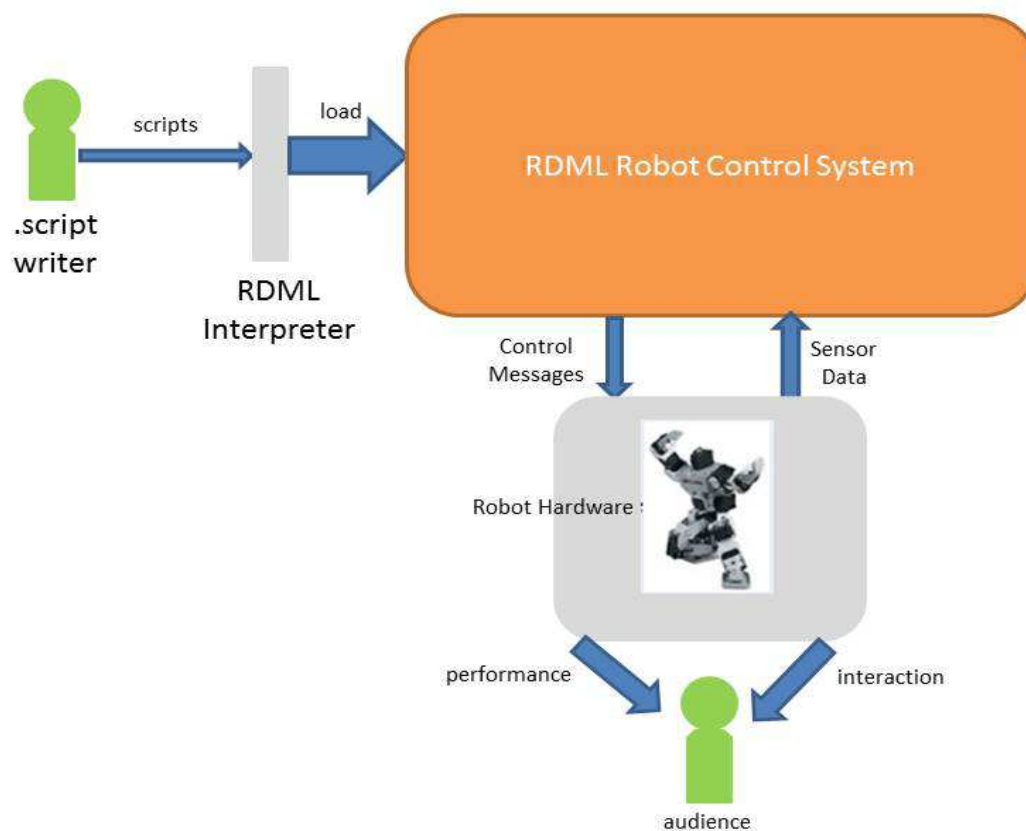 scripts
load
RDML Robot Control System
.script
writer
RDML
Interpreter
Control
Messages
Sensor
Data
Robot Hardware :
performance
interaction
audience